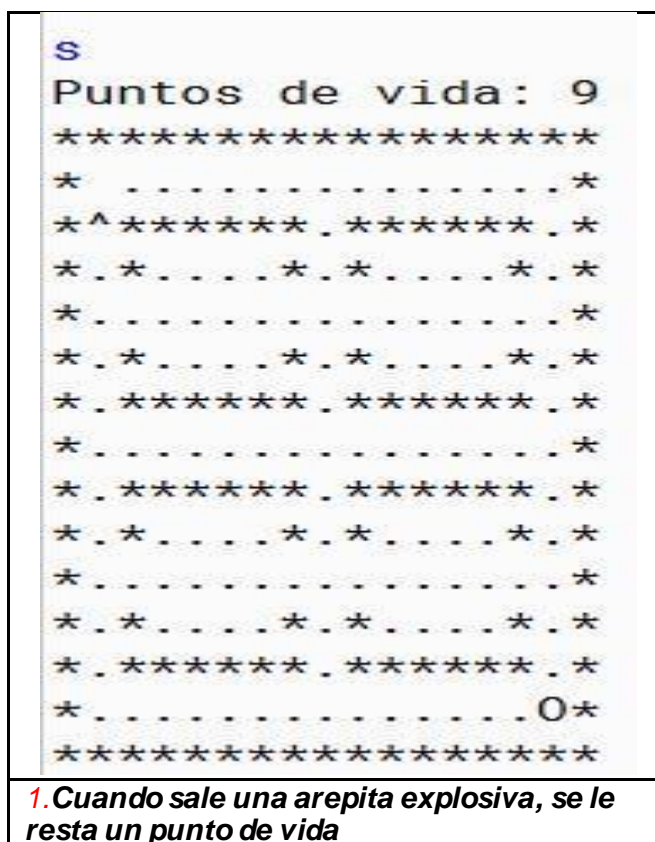 s
Puntos de vida: 9
*****************
* ..............*
*^******.******.*
*.*....*.*....*.*
*...............*
*.*....*.*....*.*
*.******.******.*
*...............*
*.******.******.*
*.*....*.*....*.*
*...............*
*.*....*.*....*.*
*.******.******.*
*..............O*
*****************
1.Cuando sale una arepita explosiva, se le
resta un punto de vida